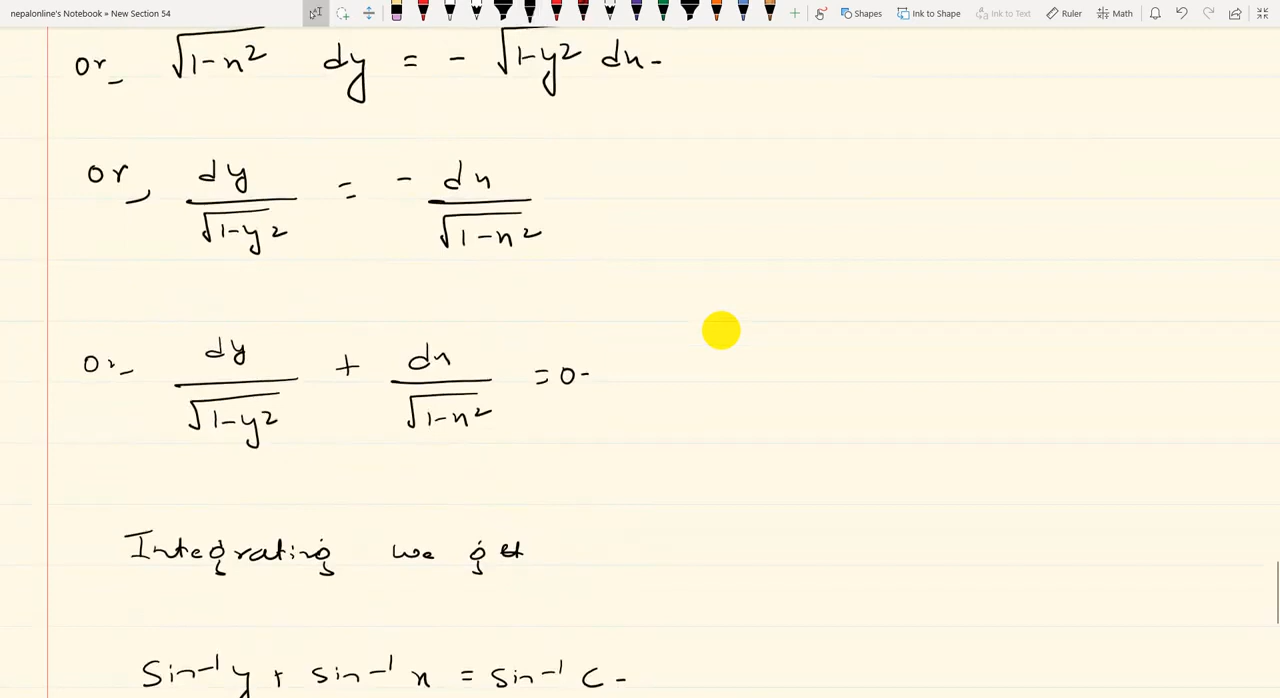 nepalonline's Notebook » New Section 54 Shapes Ink to Shape Ink to Text Ruler Math
or, √(1-x²) dy = - √(1-y²) dx.
or, dy/√(1-y²) = - dx/√(1-x²)
or, dy/√(1-y²) + dx/√(1-x²) = 0.
Integrating we get
Sin⁻¹ y + sin⁻¹ x = sin⁻¹ c.